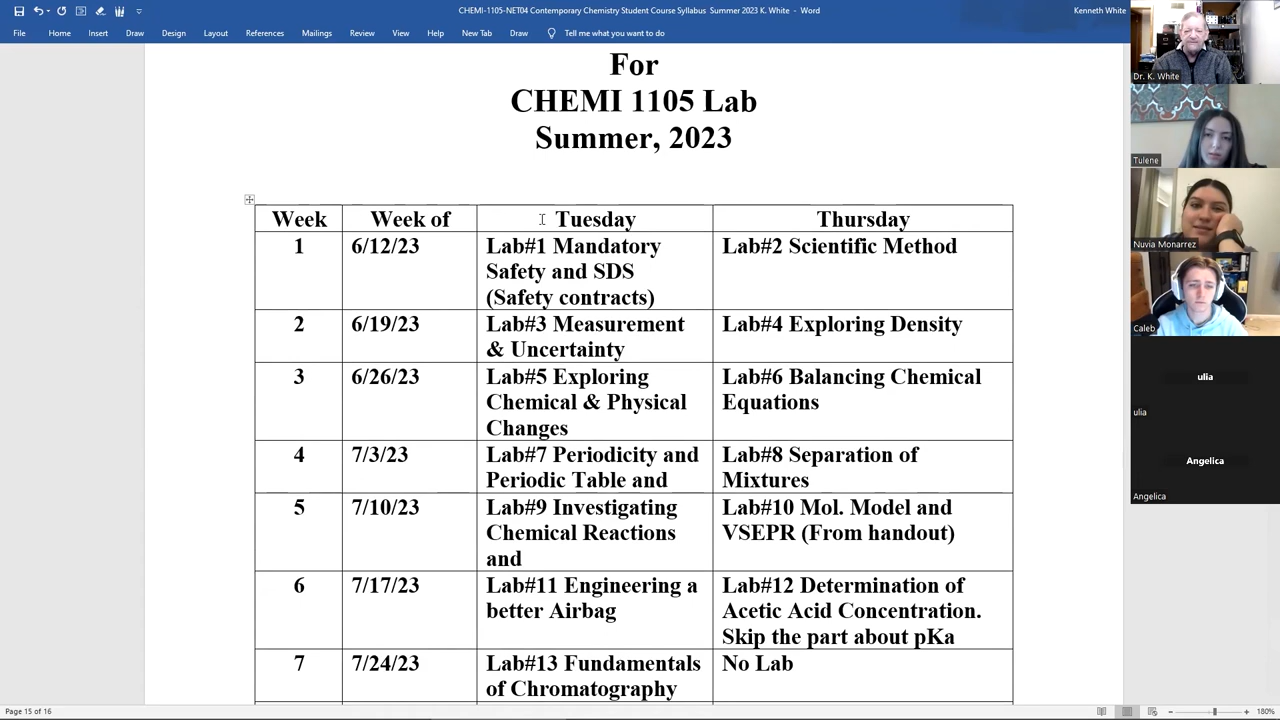 CHEMI-1105-NET04 Contemporary Chemistry Student Course Syllabus Summer 2023 K. White - Word
Kenneth White
File Home Insert Draw Design Layout References Mailings Review View Help New Tab Draw Tell me what you want to do
For
CHEMI 1105 Lab
Summer, 2023
Week Week of Tuesday Thursday
1 6/12/23 Lab#1 Mandatory Lab#2 Scientific Method
Safety and SDS
(Safety contracts)
2 6/19/23 Lab#3 Measurement Lab#4 Exploring Density
& Uncertainty
3 6/26/23 Lab#5 Exploring Lab#6 Balancing Chemical
Chemical & Physical Equations
Changes
4 7/3/23 Lab#7 Periodicity and Lab#8 Separation of
Periodic Table and Mixtures
5 7/10/23 Lab#9 Investigating Lab#10 Mol. Model and
Chemical Reactions VSEPR (From handout)
and
6 7/17/23 Lab#11 Engineering a Lab#12 Determination of
better Airbag Acetic Acid Concentration.
Skip the part about pKa
7 7/24/23 Lab#13 Fundamentals No Lab
of Chromatography
Page 15 of 16
180%
Dr. K. White
Tulene
Nuvia Monarrez
Caleb
ulia
ulia
Angelica
Angelica